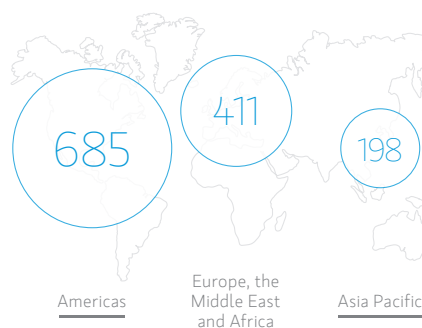 685
411
198
Americas
Europe, the
Middle East
and Africa
Asia Pacific